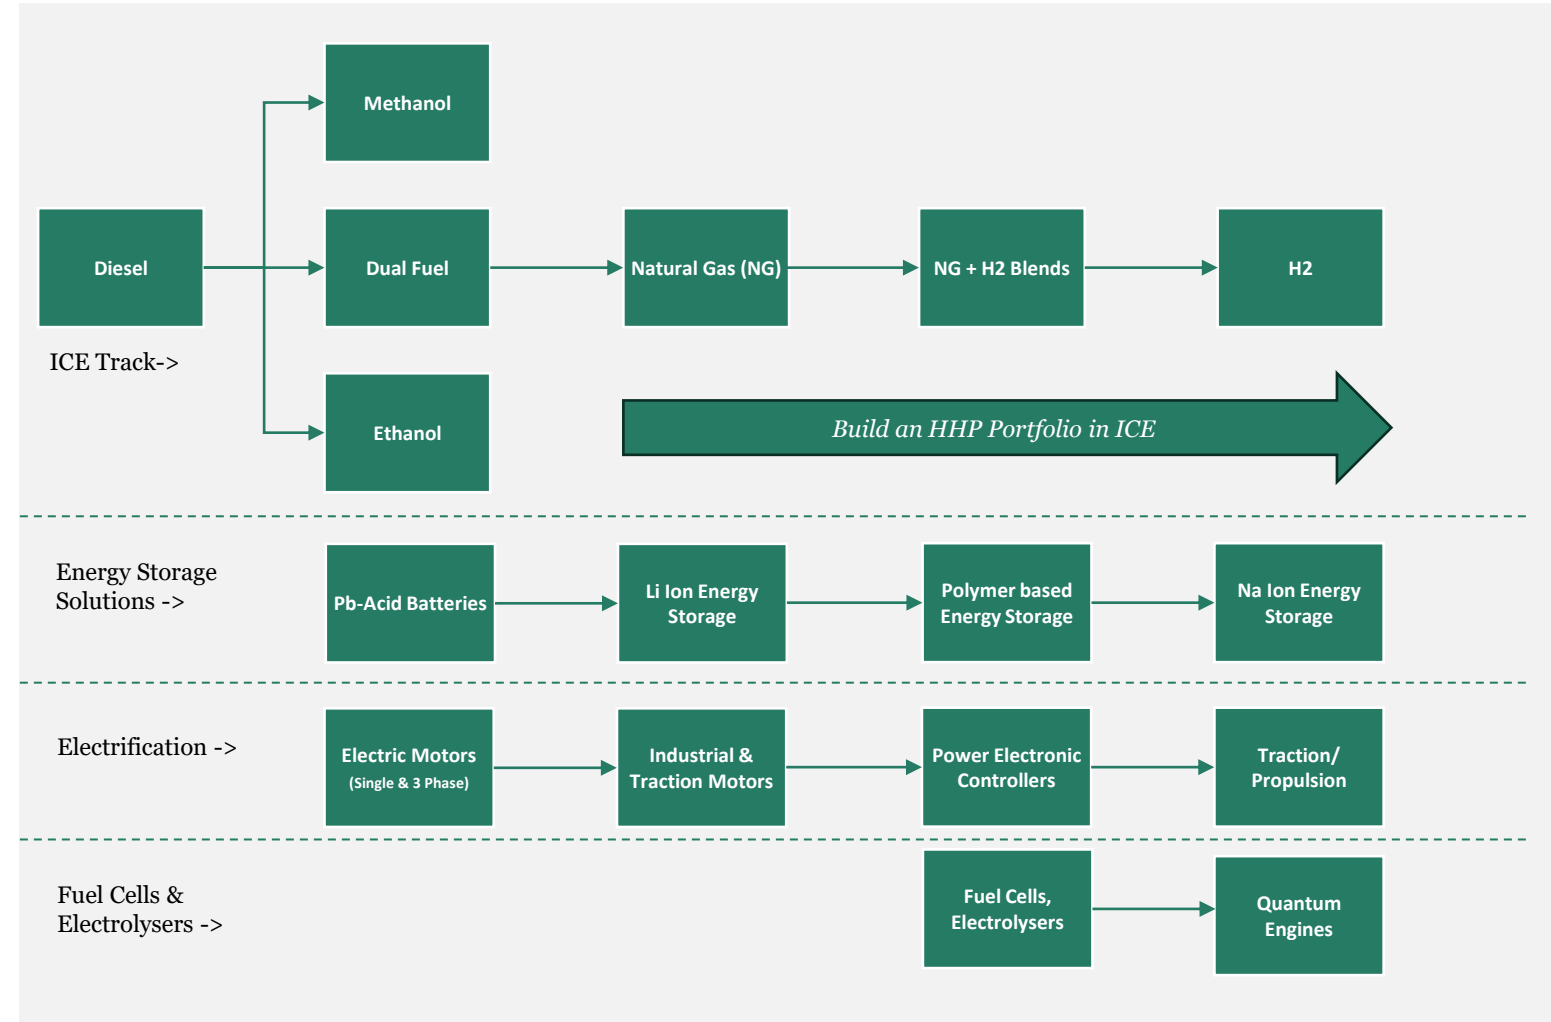 Methanol
Diesel
Dual Fuel
Natural Gas (NG)
NG + H2 Blends
H2
ICE Track->
Ethanol
Build an HHP Portfolio in ICE
Energy Storage
Solutions ->
Pb-Acid Batteries
Li Ion Energy
Storage
Polymer based
Energy Storage
Na Ion Energy
Storage
Electrification ->
Electric Motors
(Single & 3 Phase)
Industrial &
Traction Motors
Power Electronic
Controllers
Traction/
Propulsion
Fuel Cells &
Electrolysers ->
Fuel Cells,
Electrolysers
Quantum
Engines